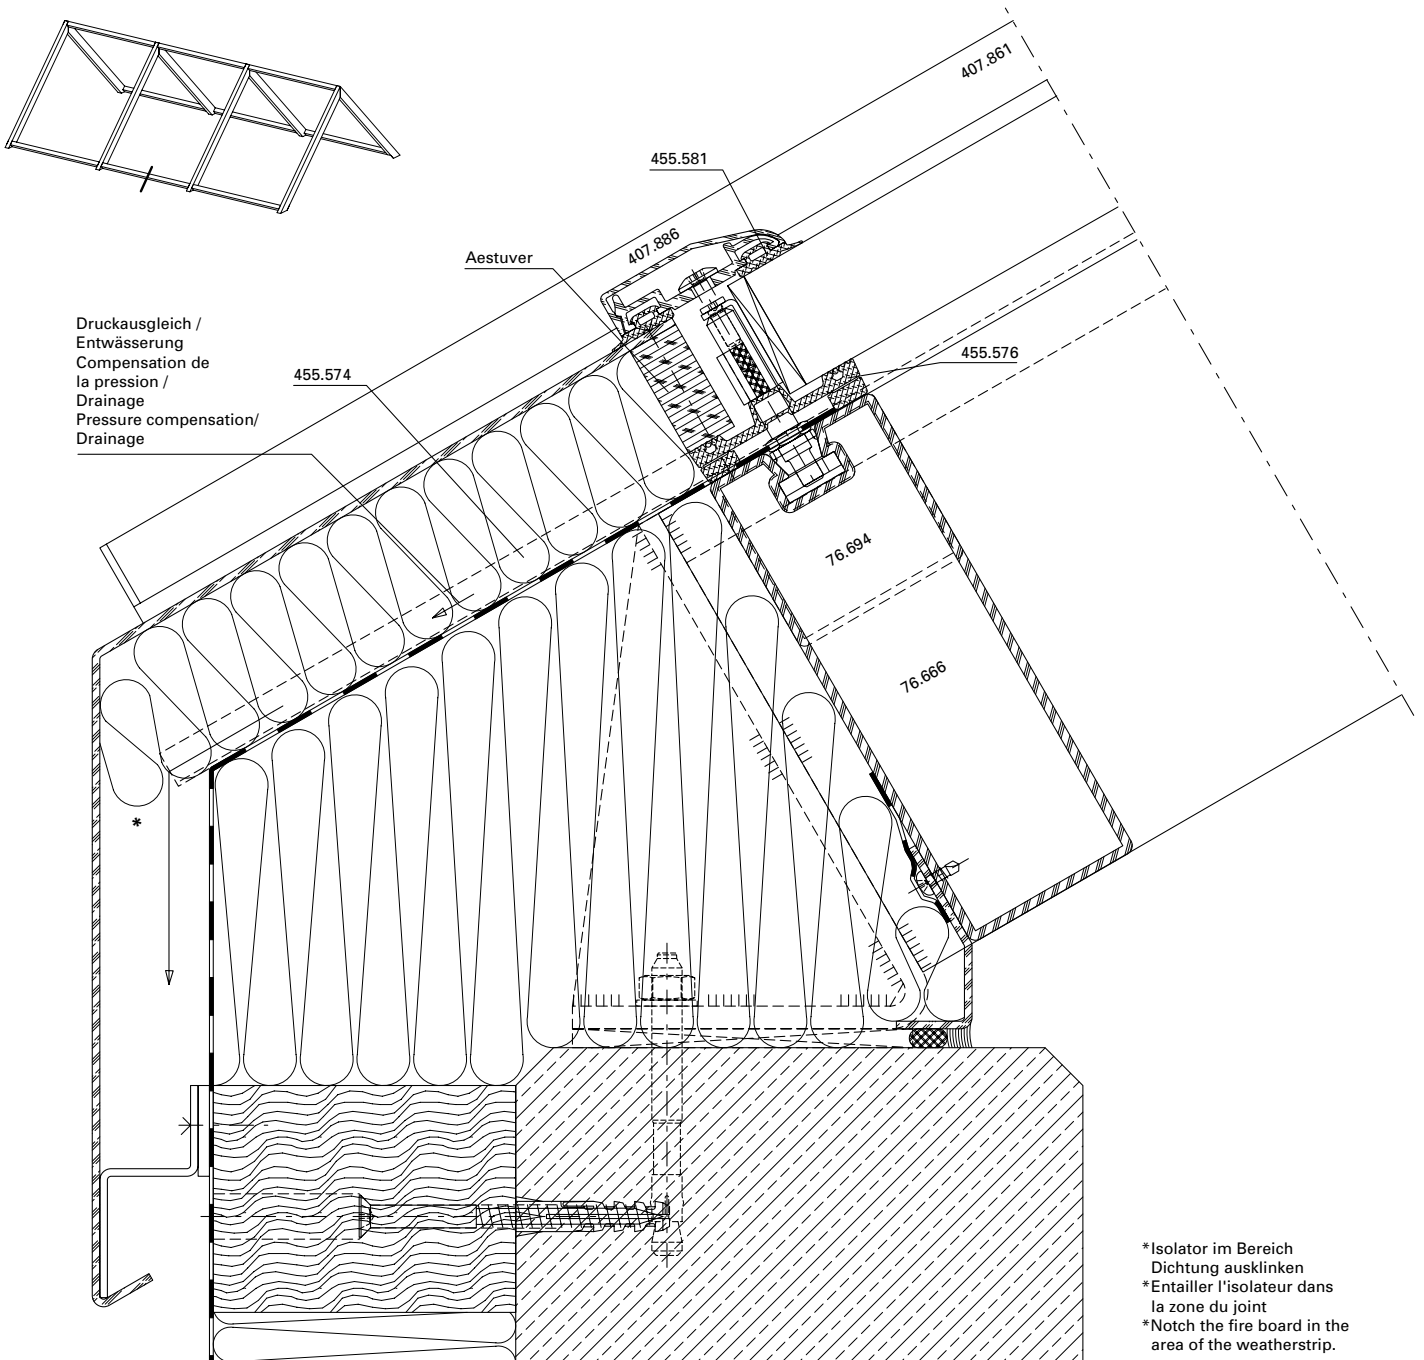 407.861
455.581
407.886
Aestuver
Druckausgleich /
Entwässerung
Compensation de
la pression /
Drainage
Pressure compensation/
Drainage
455.574
455.576
76.694
76.666
*
*Isolator im Bereich
Dichtung ausklinken
*Entailler l'isolateur dans
la zone du joint
*Notch the fire board in the
area of the weatherstrip.